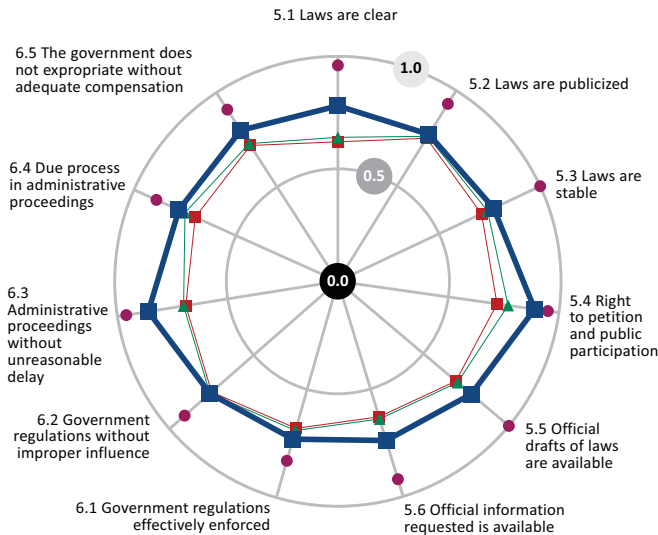 5.1 Laws are clear
1.0
5.2 Laws are publicized
5.3 Laws are
stable
5.4 Right
to petition
and public
participation
5.5 Official
drafts of laws
are available
5.6 Official information
requested is available
6.1 Government regulations
effectively enforced
6.2 Government
regulations without
improper influence
6.3
Administrative
proceedings
without
unreasonable
delay
6.4 Due process
in administrative
proceedings
6.5 The government does
not expropriate without
adequate compensation
0.5
0.0